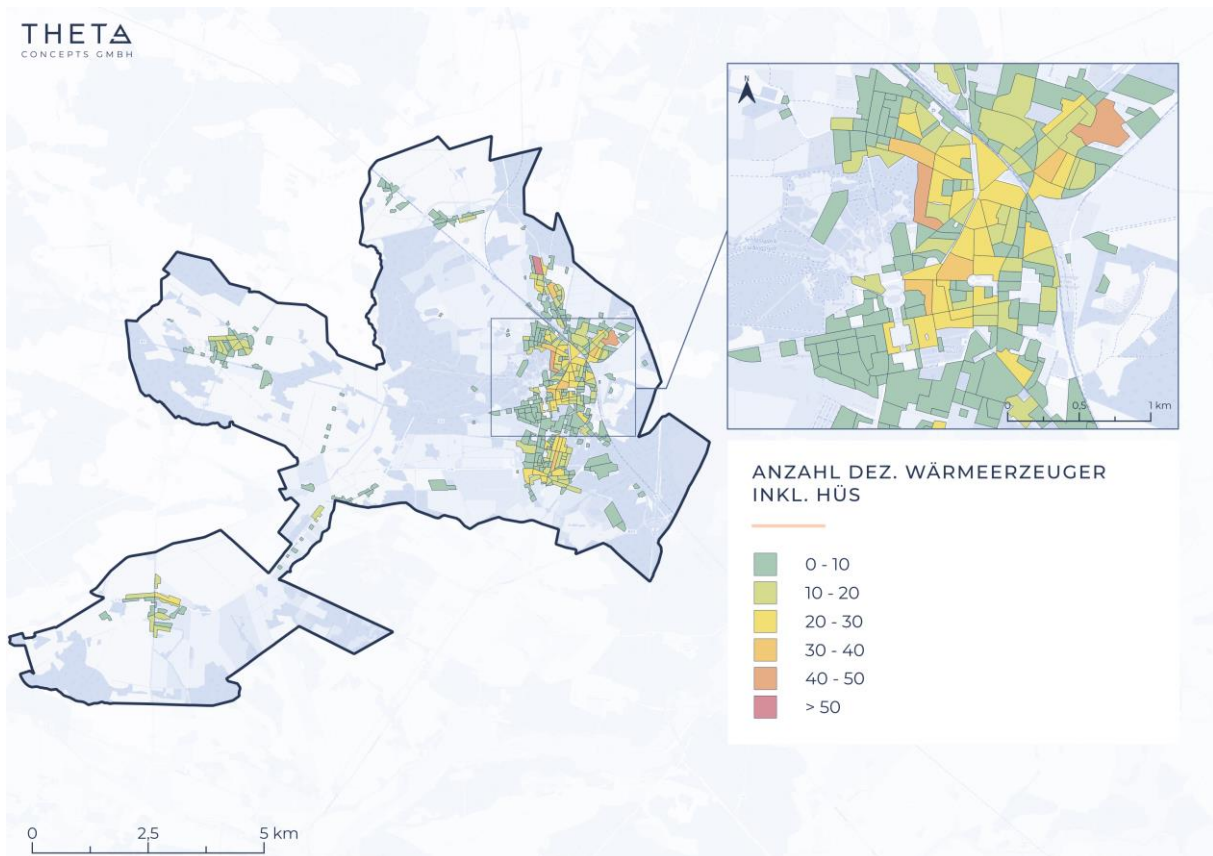 THETA
CONCEPTS GMBH
N
0 0,5 1 km
ANZAHL DEZ. WÄRMEERZEUGER
INKL. HÜS
0 - 10
10 - 20
20 - 30
30 - 40
40 - 50
> 50
0 2,5 5 km